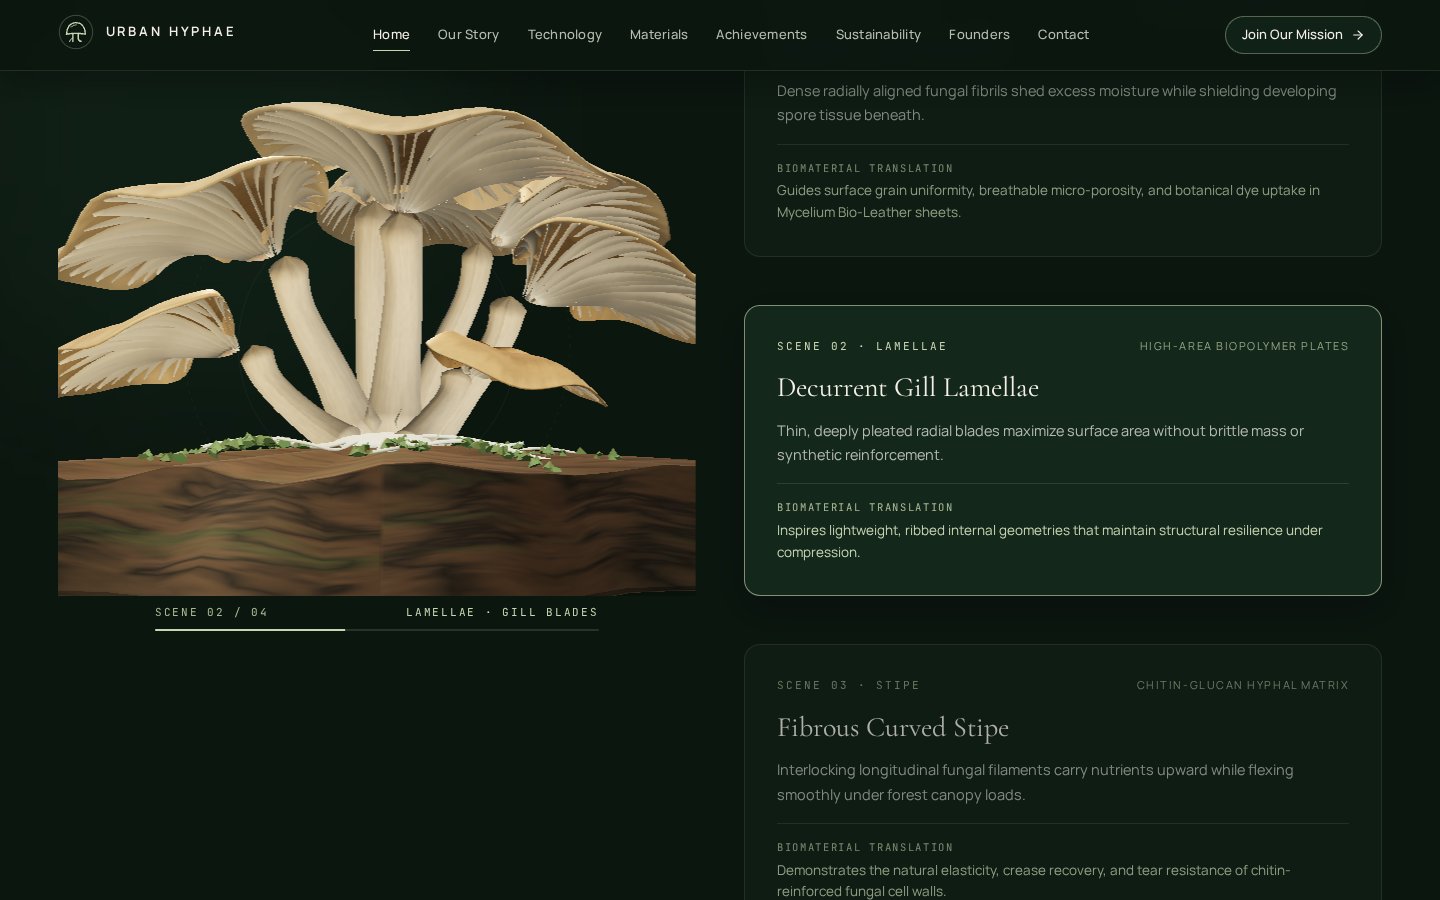 URBAN HYPHAE
Home
Our Story
Technology
Materials
Achievements
Sustainability
Founders
Contact
Join Our Mission
Dense radially aligned fungal fibrils shed excess moisture while shielding developing
spore tissue beneath.
BIOMATERIAL TRANSLATION
Guides surface grain uniformity, breathable micro-porosity, and botanical dye uptake in
Mycelium Bio-Leather sheets.
SCENE 02 · LAMELLAE
HIGH-AREA BIOPOLYMER PLATES
Decurrent Gill Lamellae
Thin, deeply pleated radial blades maximize surface area without brittle mass or
synthetic reinforcement.
BIOMATERIAL TRANSLATION
Inspires lightweight, ribbed internal geometries that maintain structural resilience under
compression.
SCENE 02 / 04
LAMELLAE · GILL BLADES
SCENE 03 · STIPE
CHITIN-GLUCAN HYPHAL MATRIX
Fibrous Curved Stipe
Interlocking longitudinal fungal filaments carry nutrients upward while flexing
smoothly under forest canopy loads.
BIOMATERIAL TRANSLATION
Demonstrates the natural elasticity, crease recovery, and tear resistance of chitin-
reinforced fungal cell walls.